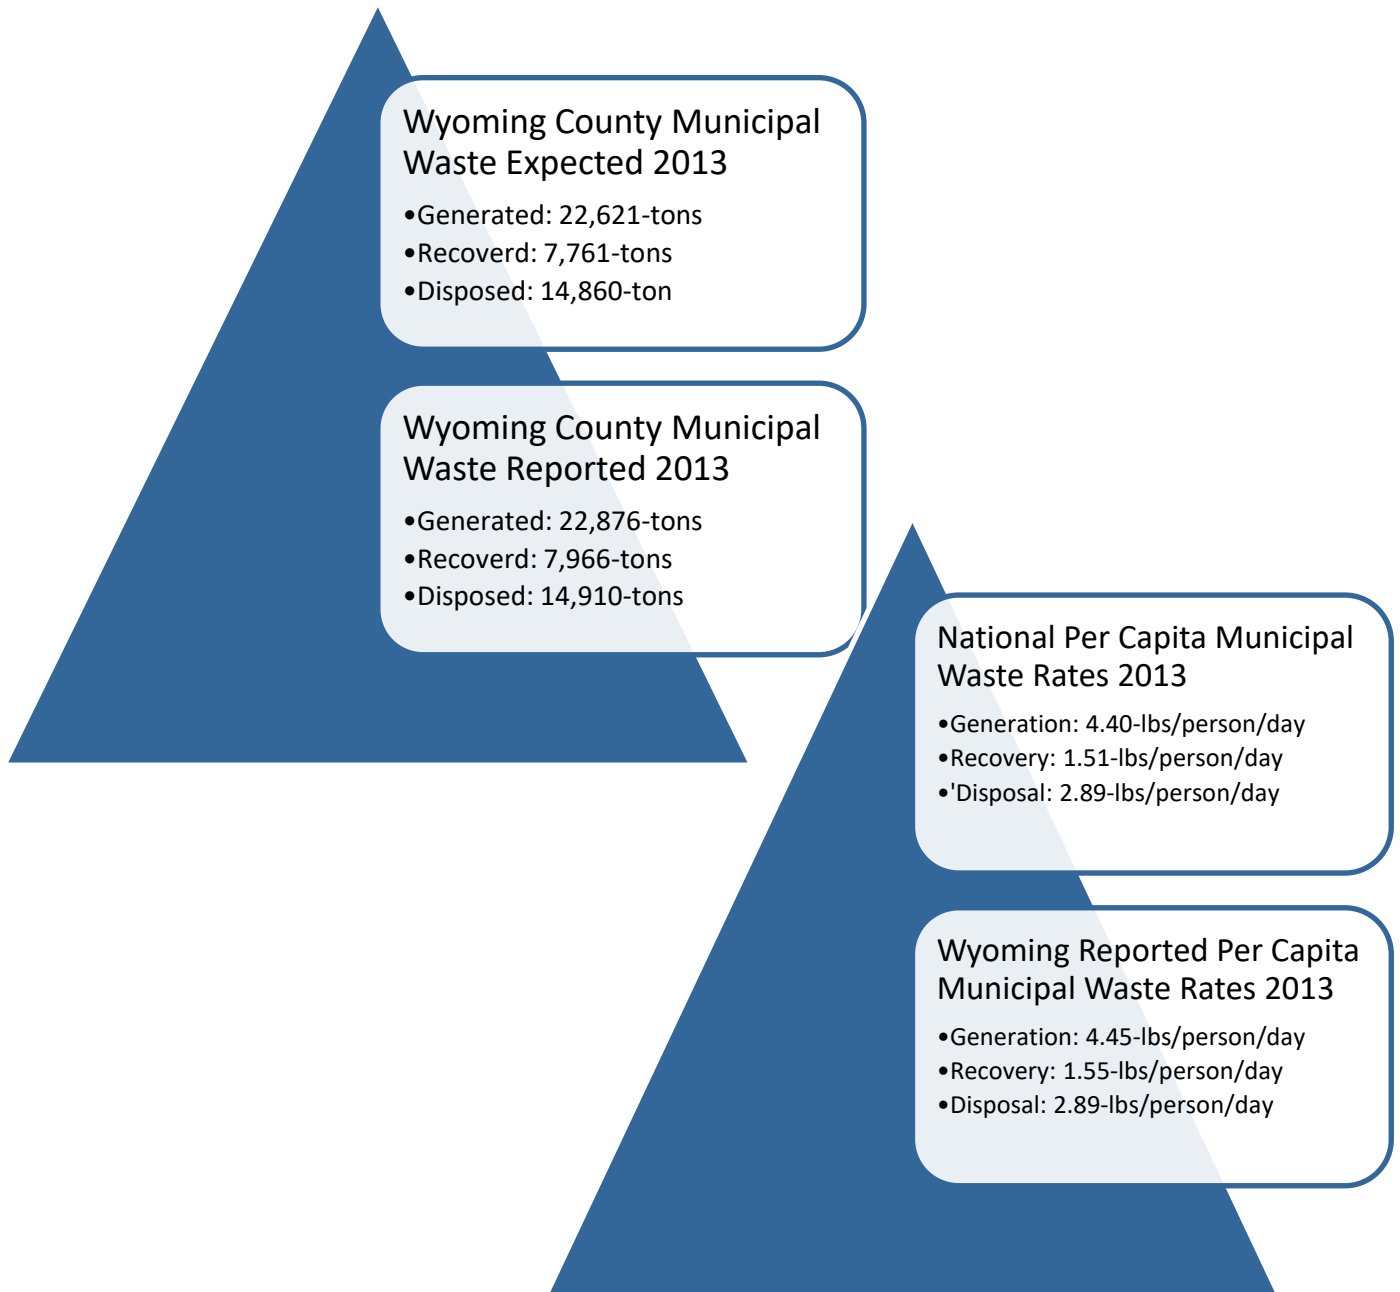 Wyoming County Municipal
Waste Expected 2013
•Generated: 22,621-tons
•Recoverd: 7,761-tons
•Disposed: 14,860-ton
Wyoming County Municipal
Waste Reported 2013
•Generated: 22,876-tons
•Recoverd: 7,966-tons
•Disposed: 14,910-tons
National Per Capita Municipal
Waste Rates 2013
•Generation: 4.40-lbs/person/day
•Recovery: 1.51-lbs/person/day
•'Disposal: 2.89-lbs/person/day
Wyoming Reported Per Capita
Municipal Waste Rates 2013
•Generation: 4.45-lbs/person/day
•Recovery: 1.55-lbs/person/day
•Disposal: 2.89-lbs/person/day